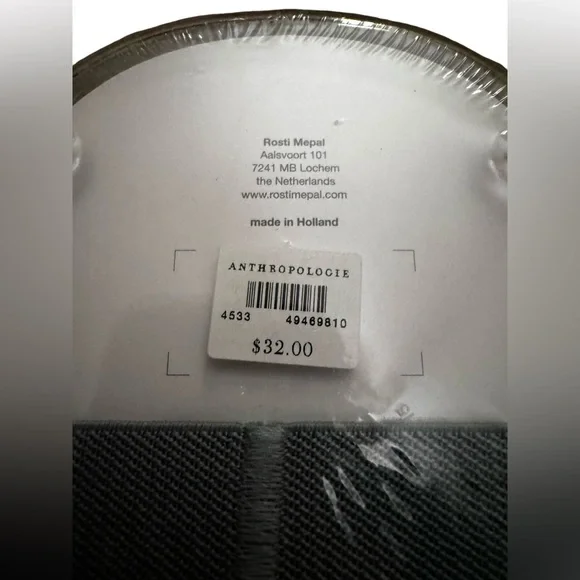 Rosti Mepal
Aalsvoort 101
7241 MB Lochem
the Netherlands
www.rostimepal.com
made in Holland
ANTHROPOLOGIE
4533 49469810
$32.00